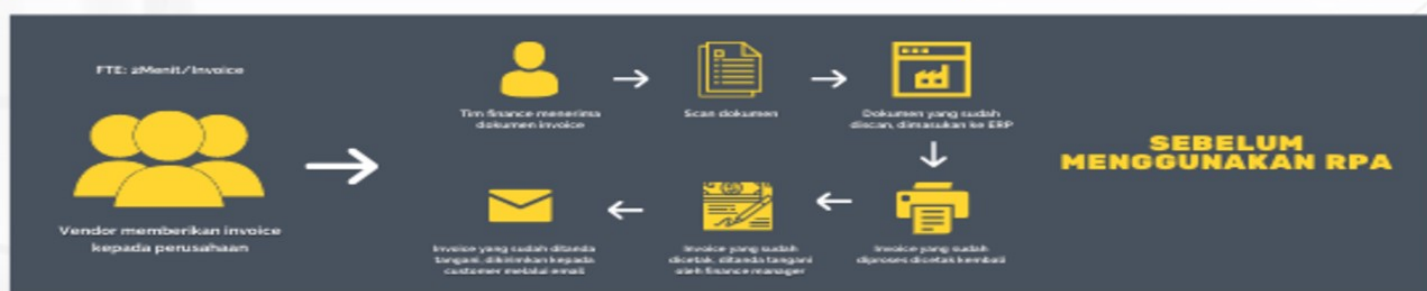 FTE: 2Menit/Invoice
Vendor memberikan invoice
kepada perusahaan
Tim finance menerima
dokumen invoice
Scan dokumen
Dokumen yang sudah
discan, dimasukan ke ERP
Invoice yang sudah
diproses dicetak kembali
Invoice yang sudah
dicetak, ditanda tangani
oleh finance manager
Invoice yang sudah ditanda
tangani, dikirimkan kepada
customer melalui email
SEBELUM
MENGGUNAKAN RPA